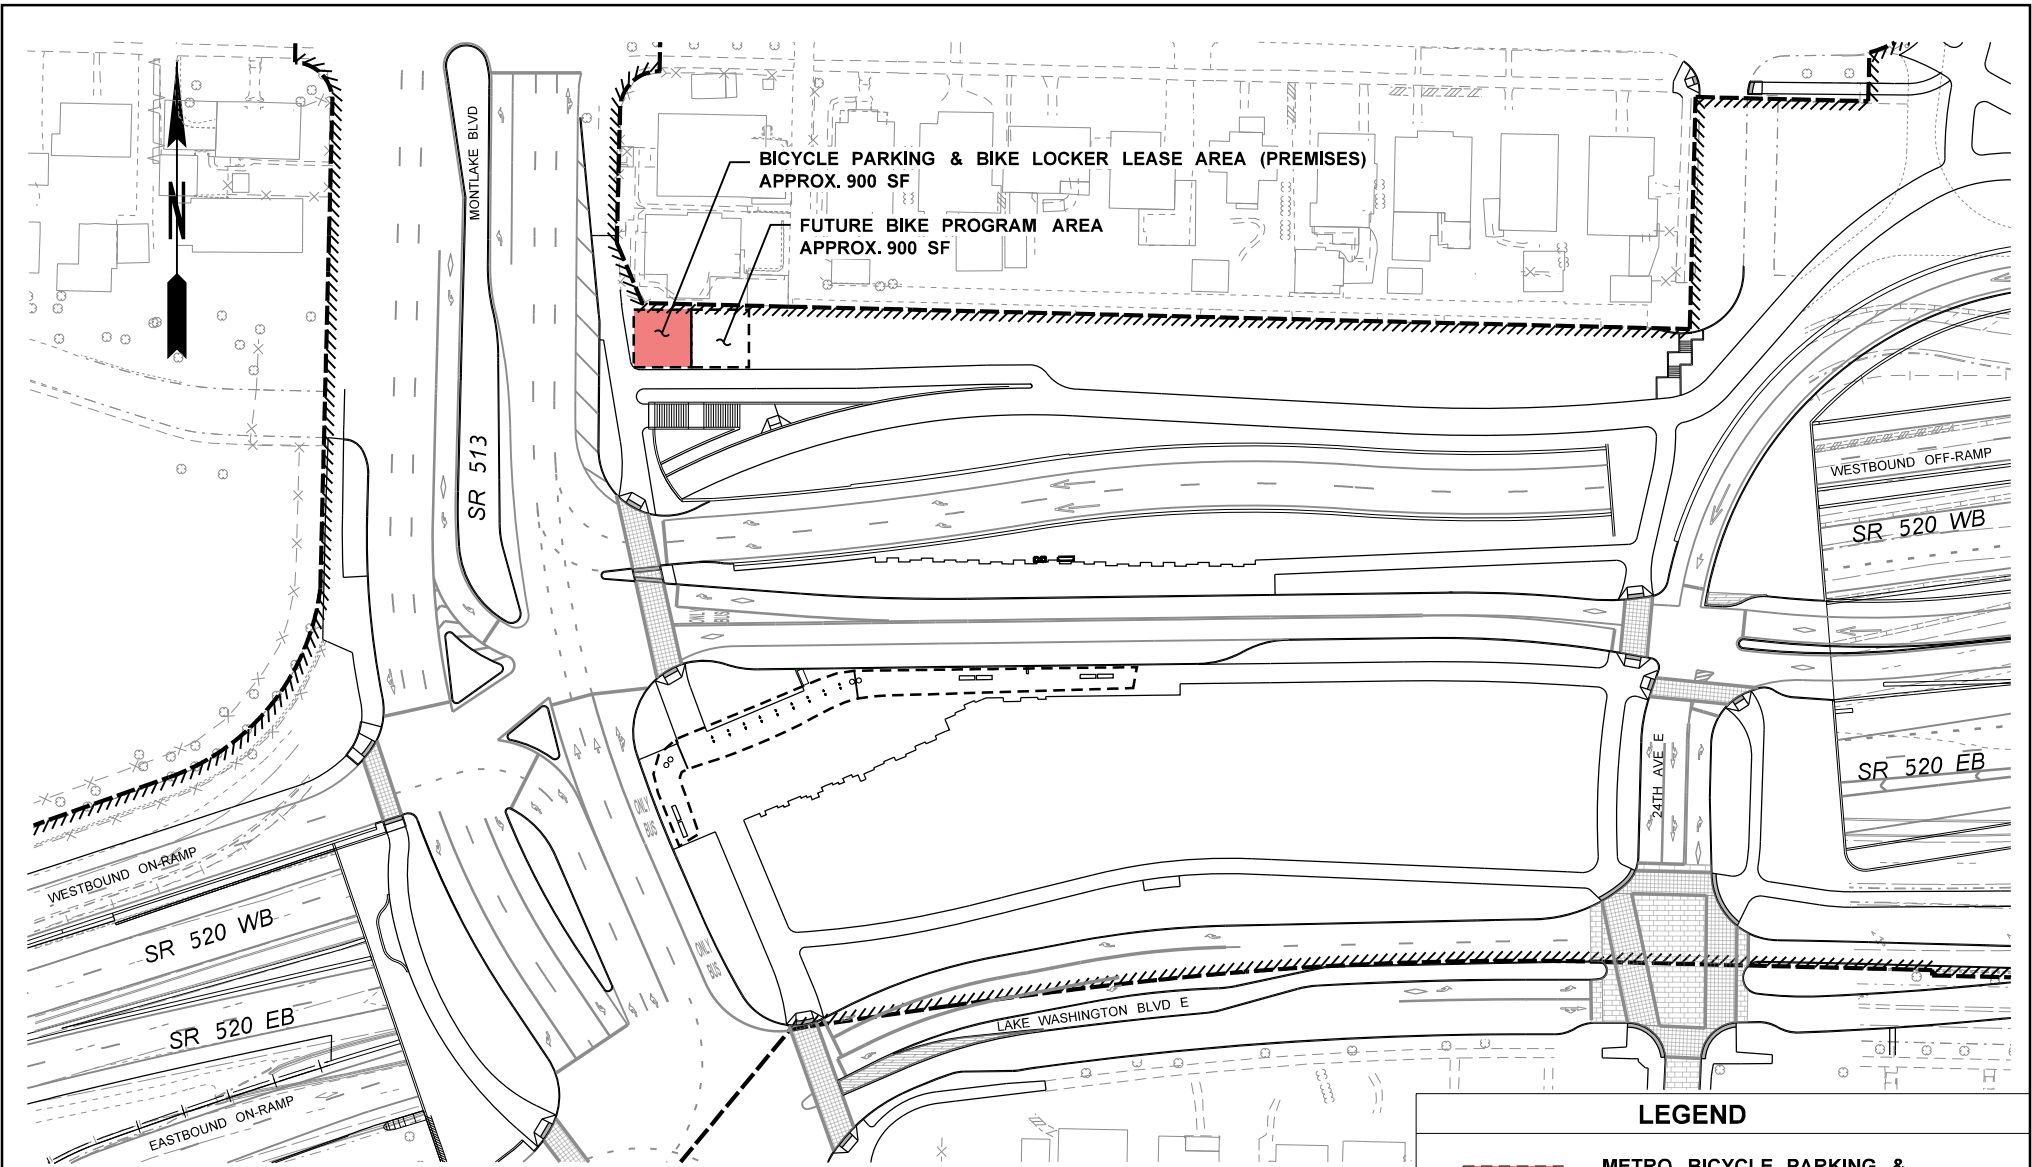 MONTLAKE BLVD
N
BICYCLE PARKING & BIKE LOCKER LEASE AREA (PREMISES)
APPROX. 900 SF
FUTURE BIKE PROGRAM AREA
APPROX. 900 SF
SR 513
WESTBOUND OFF-RAMP
SR 520 WB
ONLY
BUS
24TH AVE E
SR 520 EB
ONLY
BUS
WESTBOUND ON-RAMP
SR 520 WB
ONLY
BUS
LAKE WASHINGTON BLVD E
SR 520 EB
EASTBOUND ON-RAMP
LEGEND
METRO BICYCLE PARKING &